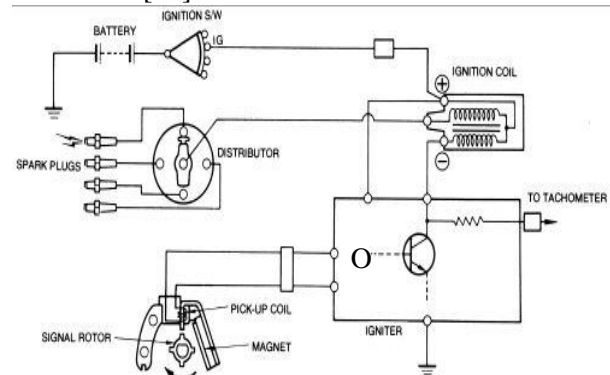 IGNITION S/W
BATTERY
IG
IGNITION COIL
+
-
DISTRIBUTOR
SPARK PLUGS
TO TACHOMETER
O
PICK-UP COIL
IGNITER
SIGNAL ROTOR
MAGNET